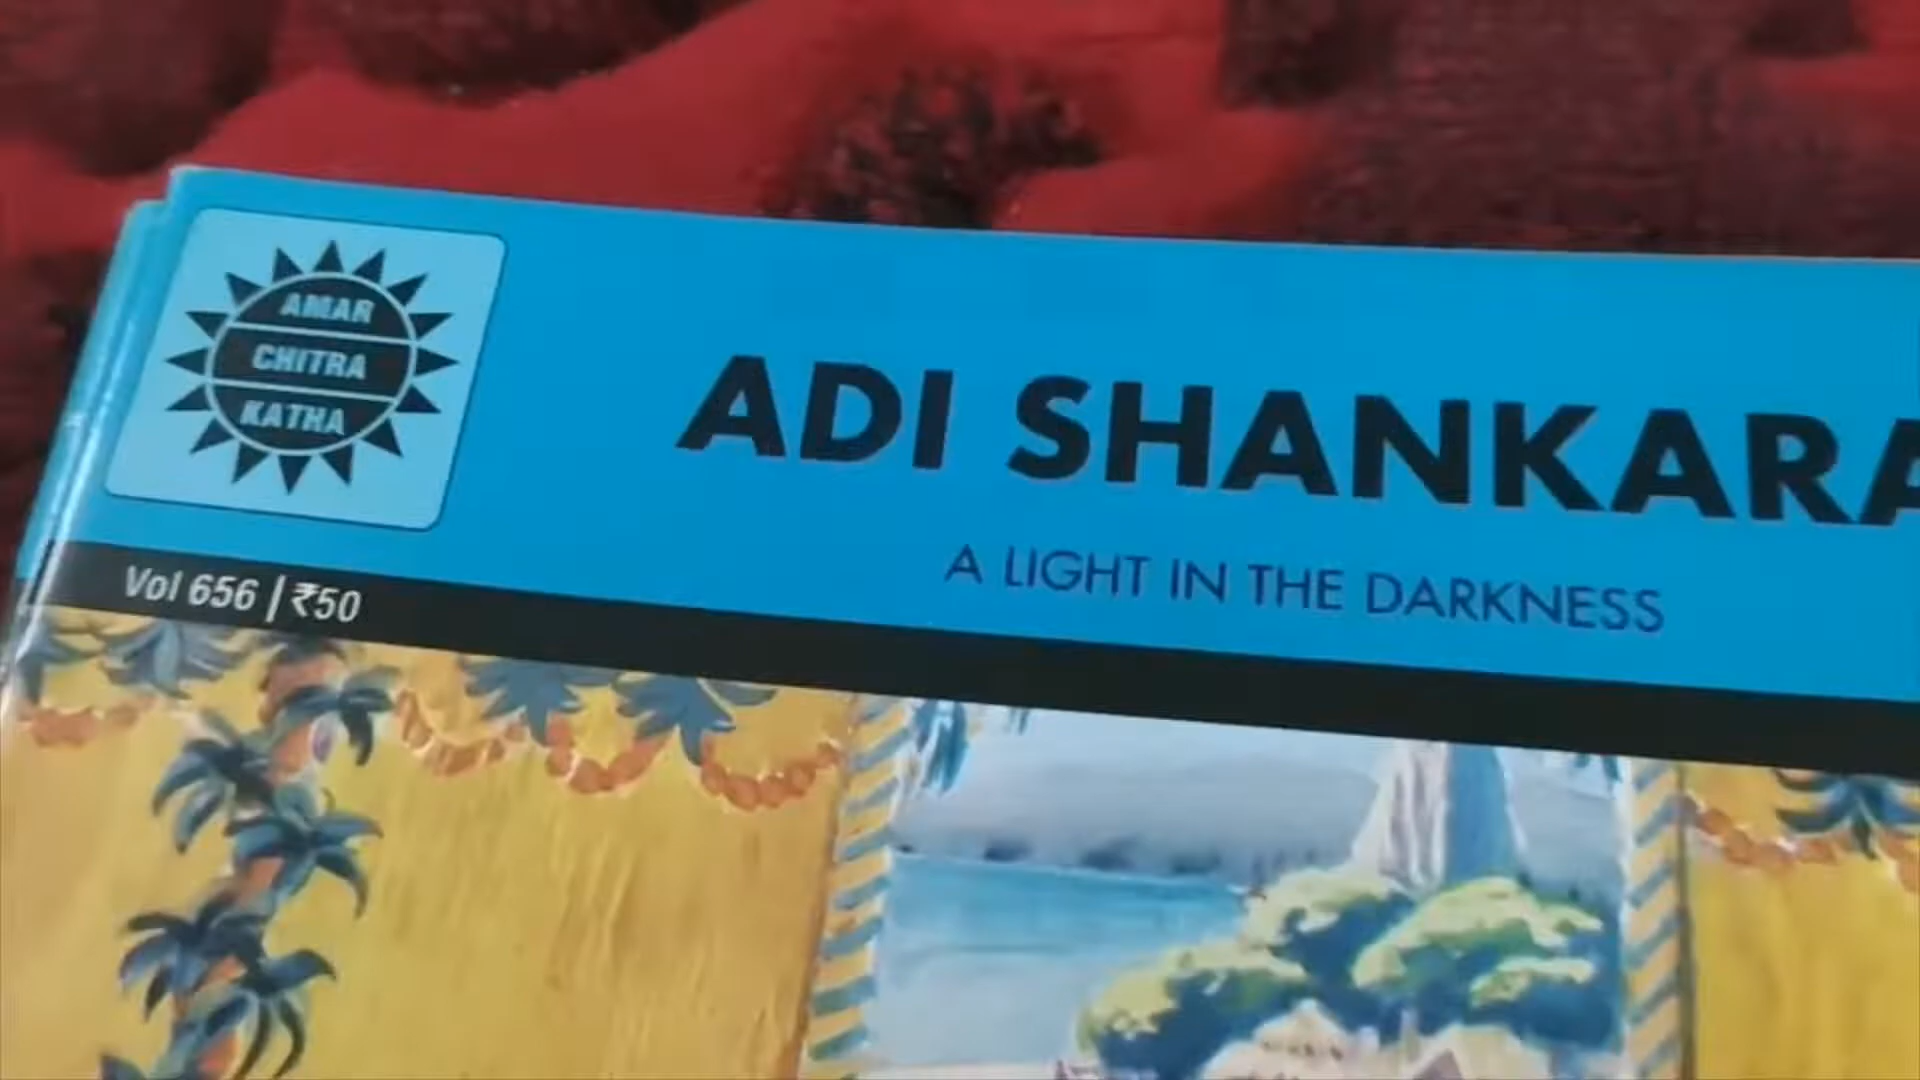 AMAR
CHITRA
KATHA
ADI SHANKARA
A LIGHT IN THE DARKNESS
Vol 656 | ₹50